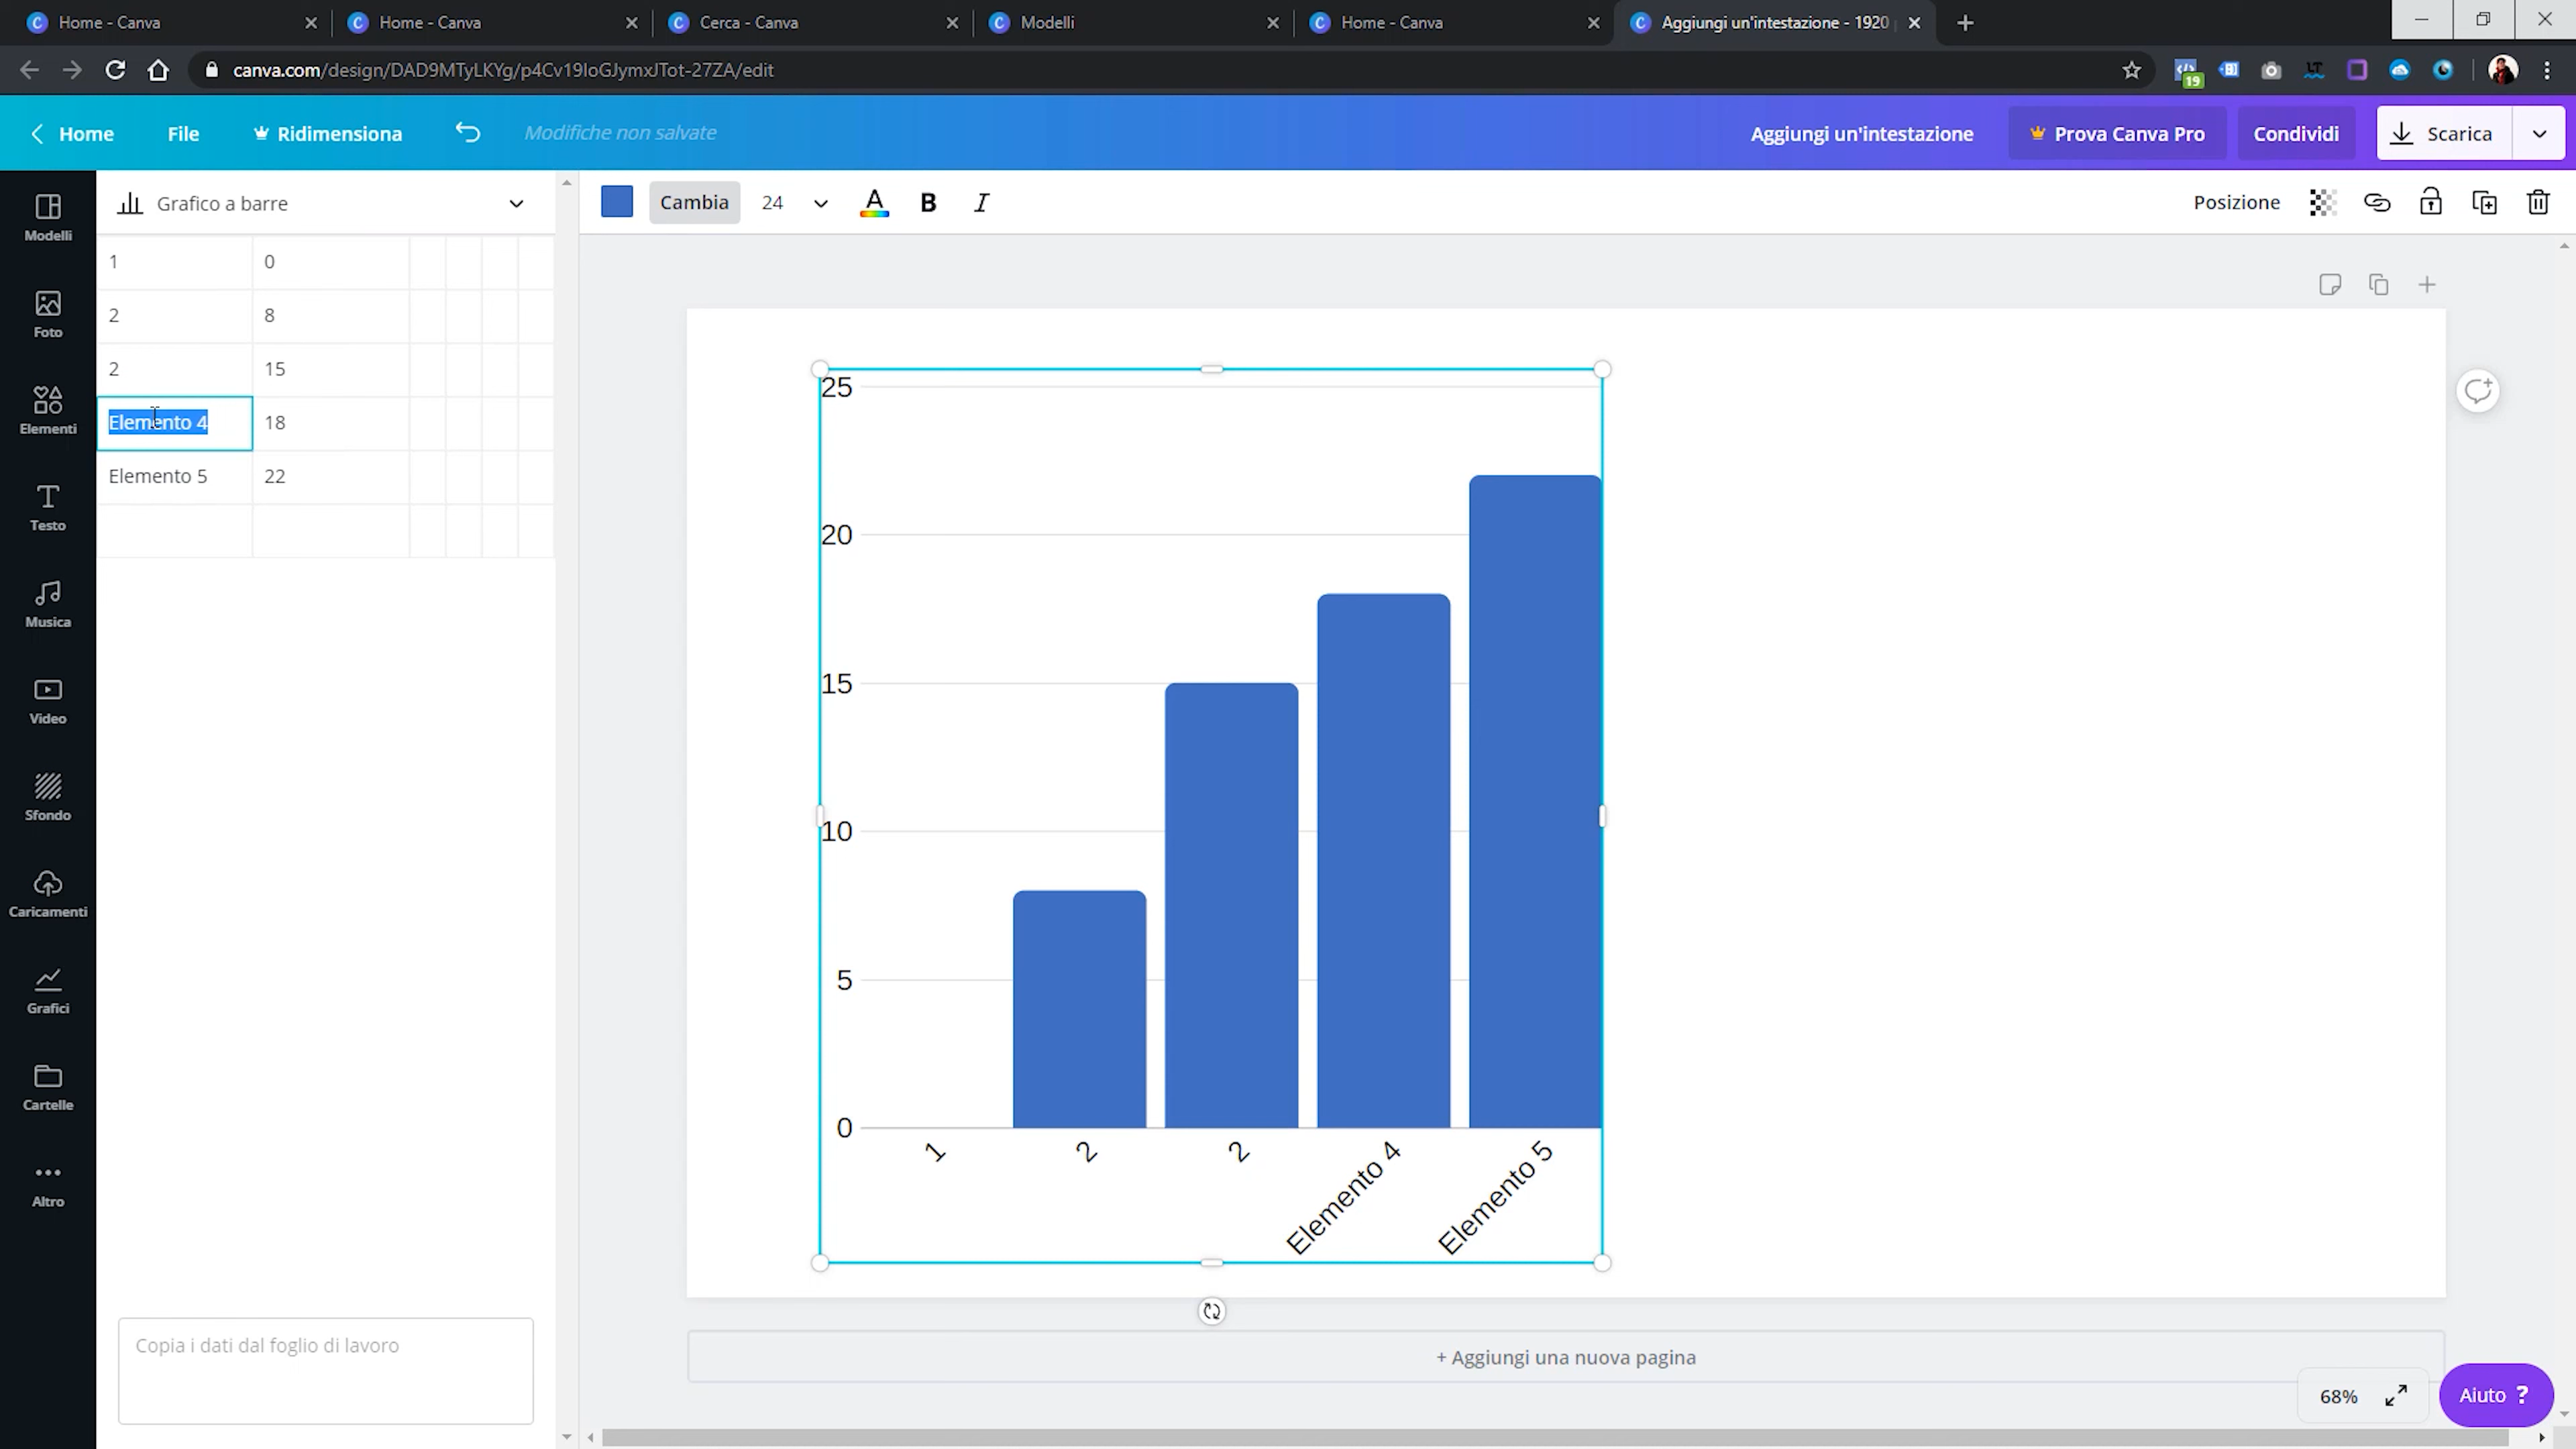 Home - Canva
Home - Canva
Cerca - Canva
Modelli
Home - Canva
Aggiungi un'intestazione - 1920
canva.com/design/DAD9MTyLKYg/p4Cv19IoGJymxJTot-27ZA/edit
19
Home
File
Ridimensiona
Modifiche non salvate
Aggiungi un'intestazione
Prova Canva Pro
Condividi
Scarica
Grafico a barre
Cambia
24
A
B
I
Posizione
Modelli
Foto
Elementi
Testo
Musica
Video
Sfondo
Caricamenti
Grafici
Cartelle
Altro
1 0
2 8
2 15
Elemento 4 18
Elemento 5 22
Copia i dati dal foglio di lavoro
25
20
15
10
5
0
1
2
2
Elemento 4
Elemento 5
+ Aggiungi una nuova pagina
68%
Aiuto ?